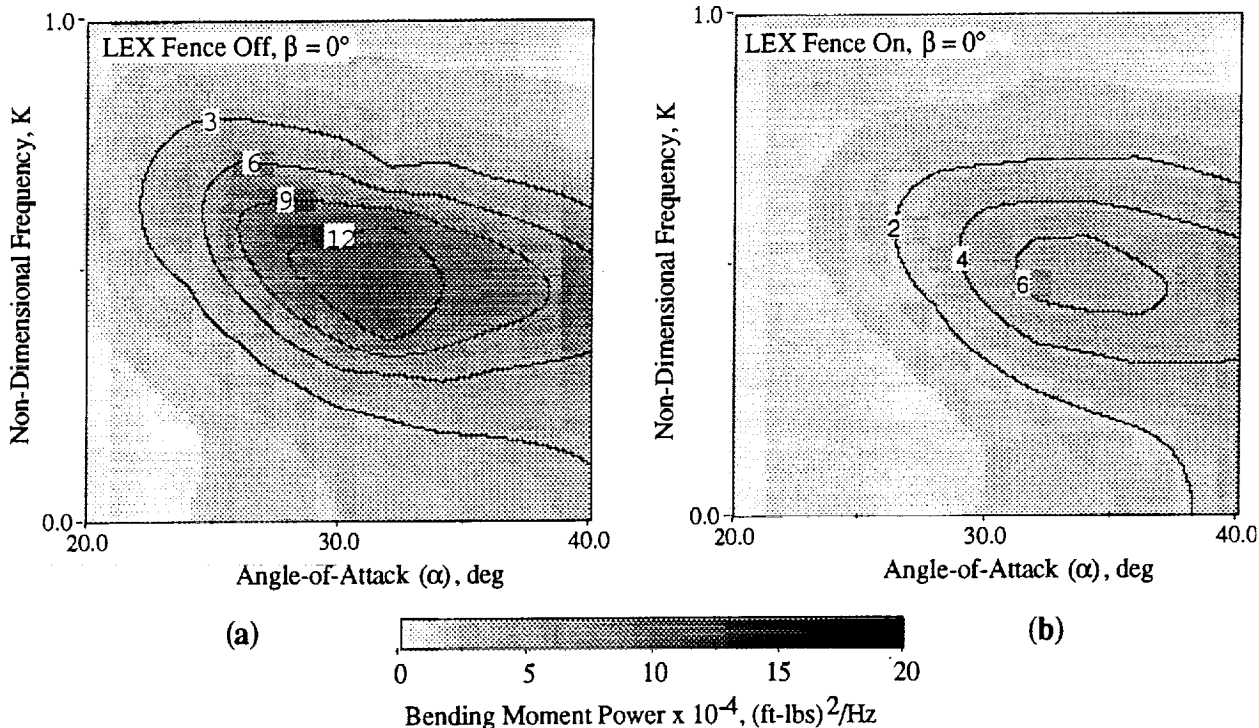 1.0
LEX Fence Off, β = 0°
Non-Dimensional Frequency, K
3
6
9
12
0.0
20.0
30.0
40.0
Angle-of-Attack (α), deg
(a)
1.0
LEX Fence On, β = 0°
Non-Dimensional Frequency, K
2
4
6
0.0
20.0
30.0
40.0
Angle-of-Attack (α), deg
(b)
0
5
10
15
20
Bending Moment Power x 10⁻⁴, (ft-lbs)²/Hz